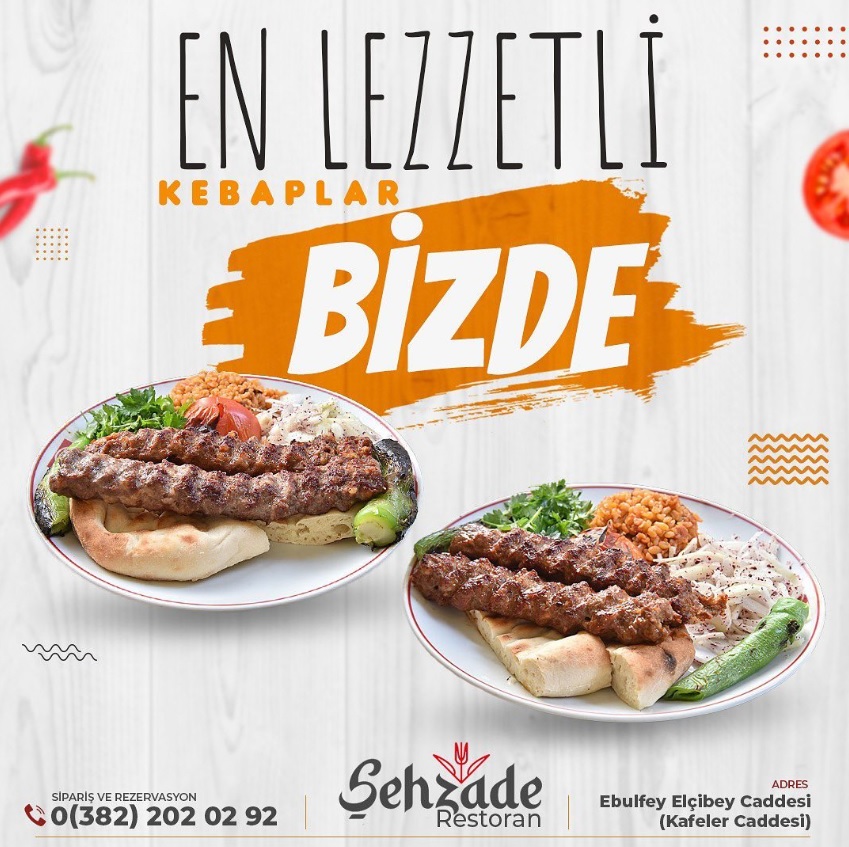 EN LEZZETLİ
KEBAPLAR
BİZDE
SİPARİŞ VE REZERVASYON
0(382) 202 02 92
Şehzade
Restoran
ADRES
Ebulfey Elçibey Caddesi
(Kafeler Caddesi)